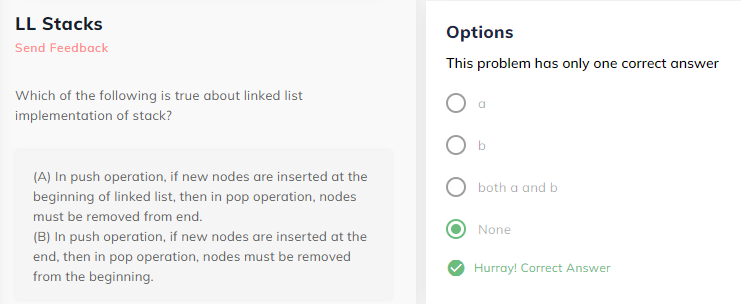 LL Stacks
Send Feedback
Which of the following is true about linked list
implementation of stack?
(A) In push operation, if new nodes are inserted at the
beginning of linked list, then in pop operation, nodes
must be removed from end.
(B) In push operation, if new nodes are inserted at the
end, then in pop operation, nodes must be removed
from the beginning.
Options
This problem has only one correct answer
a
b
both a and b
None
Hurray! Correct Answer